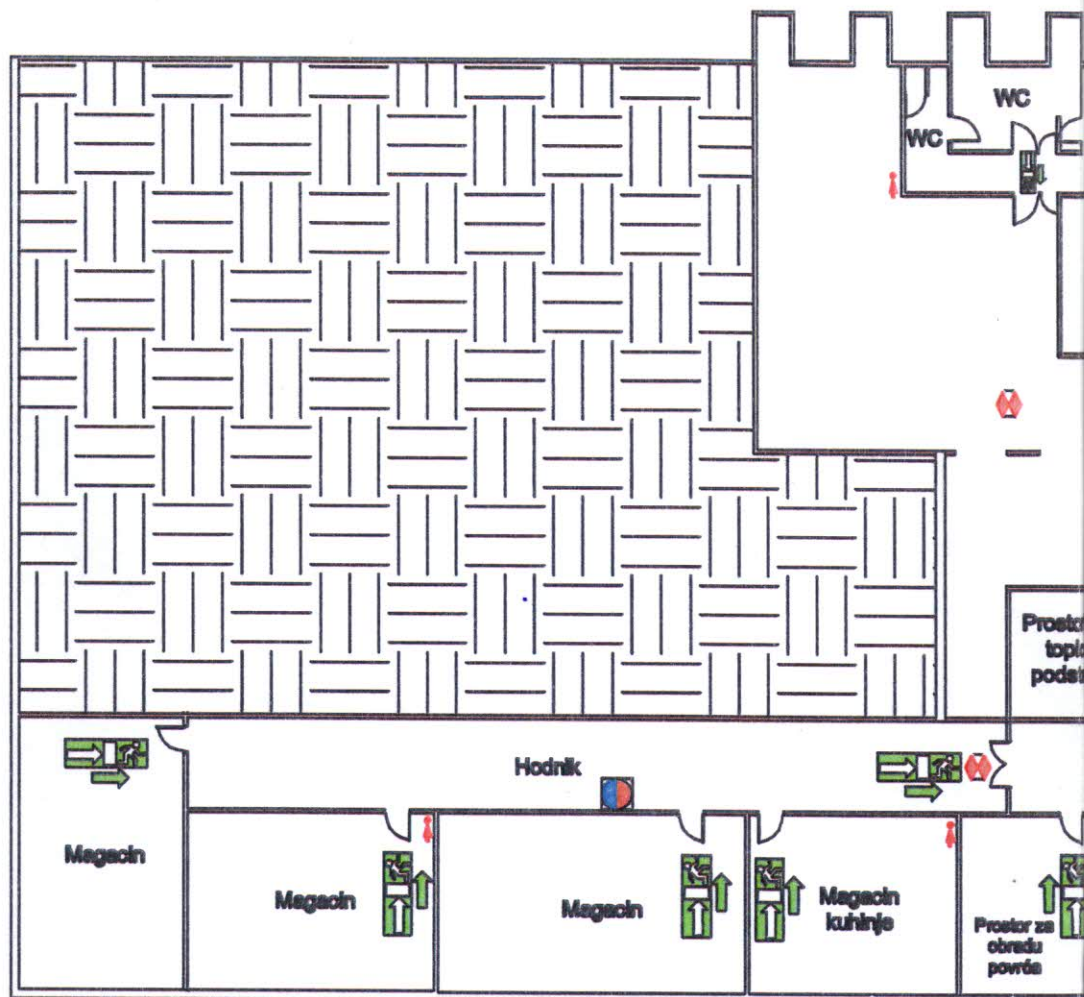 WC
WC
Hodnik
Magacin
Magacin
Magacin
Magacin
kuhinje
Prostor za
obradu
povrća